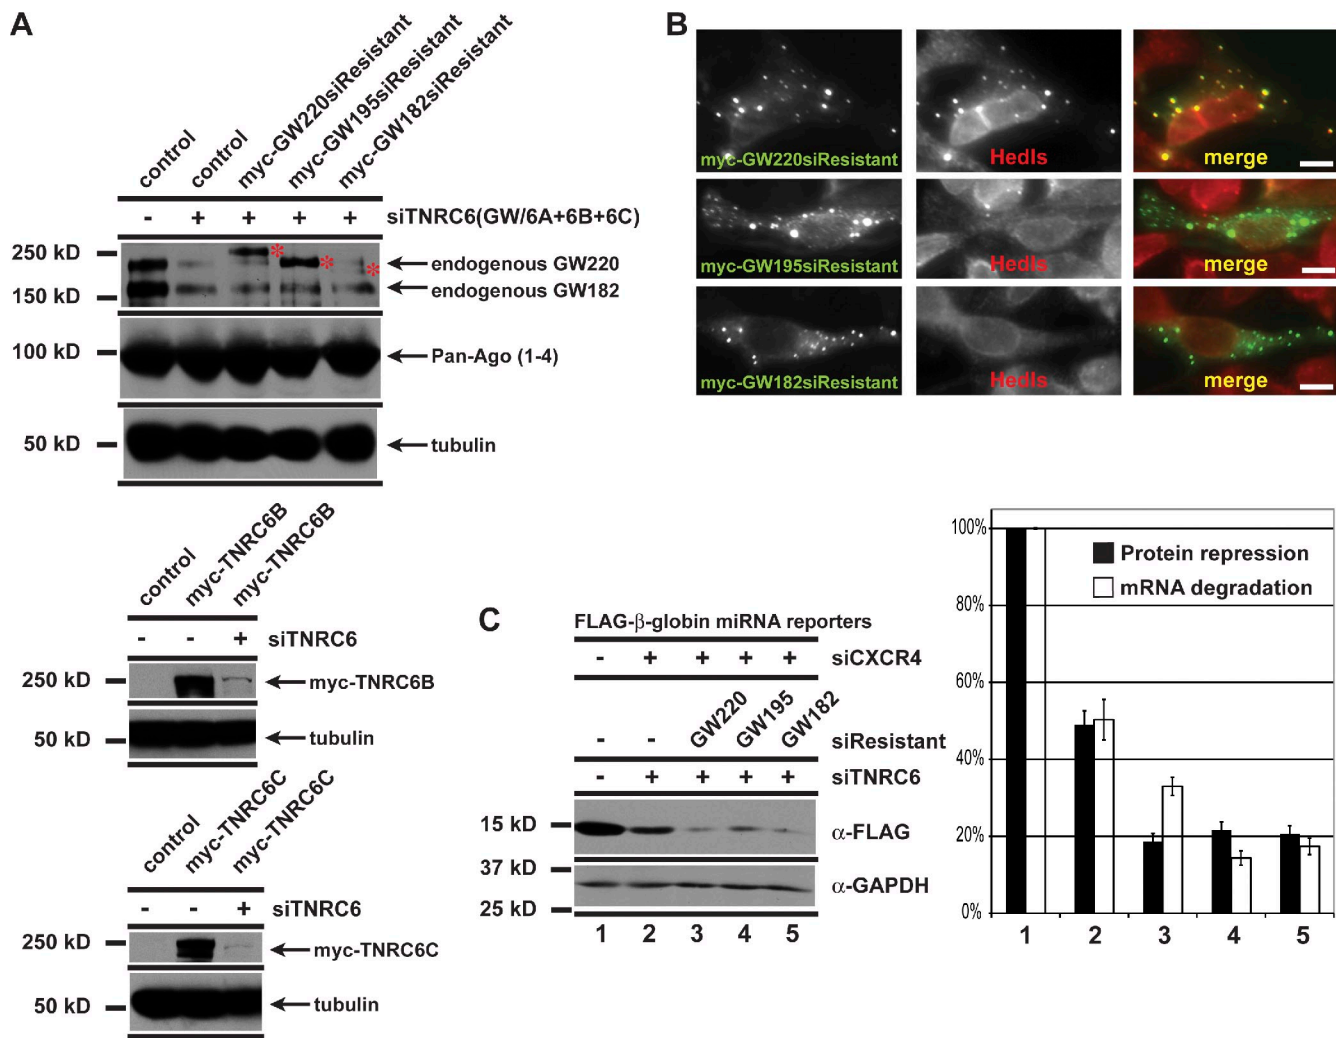 A
control
control
myc-GW220siResistant
myc-GW195siResistant
myc-GW182siResistant
- + + + + siTNRC6(GW/6A+6B+6C)
250 kD
150 kD
* * *
endogenous GW220
endogenous GW182
100 kD
Pan-Ago (1-4)
50 kD
tubulin
control
myc-TNRC6B
myc-TNRC6B
- - + siTNRC6
250 kD
myc-TNRC6B
50 kD
tubulin
control
myc-TNRC6C
myc-TNRC6C
- - + siTNRC6
250 kD
myc-TNRC6C
50 kD
tubulin
B
myc-GW220siResistant
Hedls
merge
myc-GW195siResistant
Hedls
merge
myc-GW182siResistant
Hedls
merge
C
FLAG-β-globin miRNA reporters
- + + + + siCXCR4
- - GW220 GW195 GW182 siResistant
- + + + + siTNRC6
15 kD
α-FLAG
37 kD
α-GAPDH
25 kD
1 2 3 4 5
100%
80%
60%
40%
20%
0%
Protein repression
mRNA degradation
1 2 3 4 5